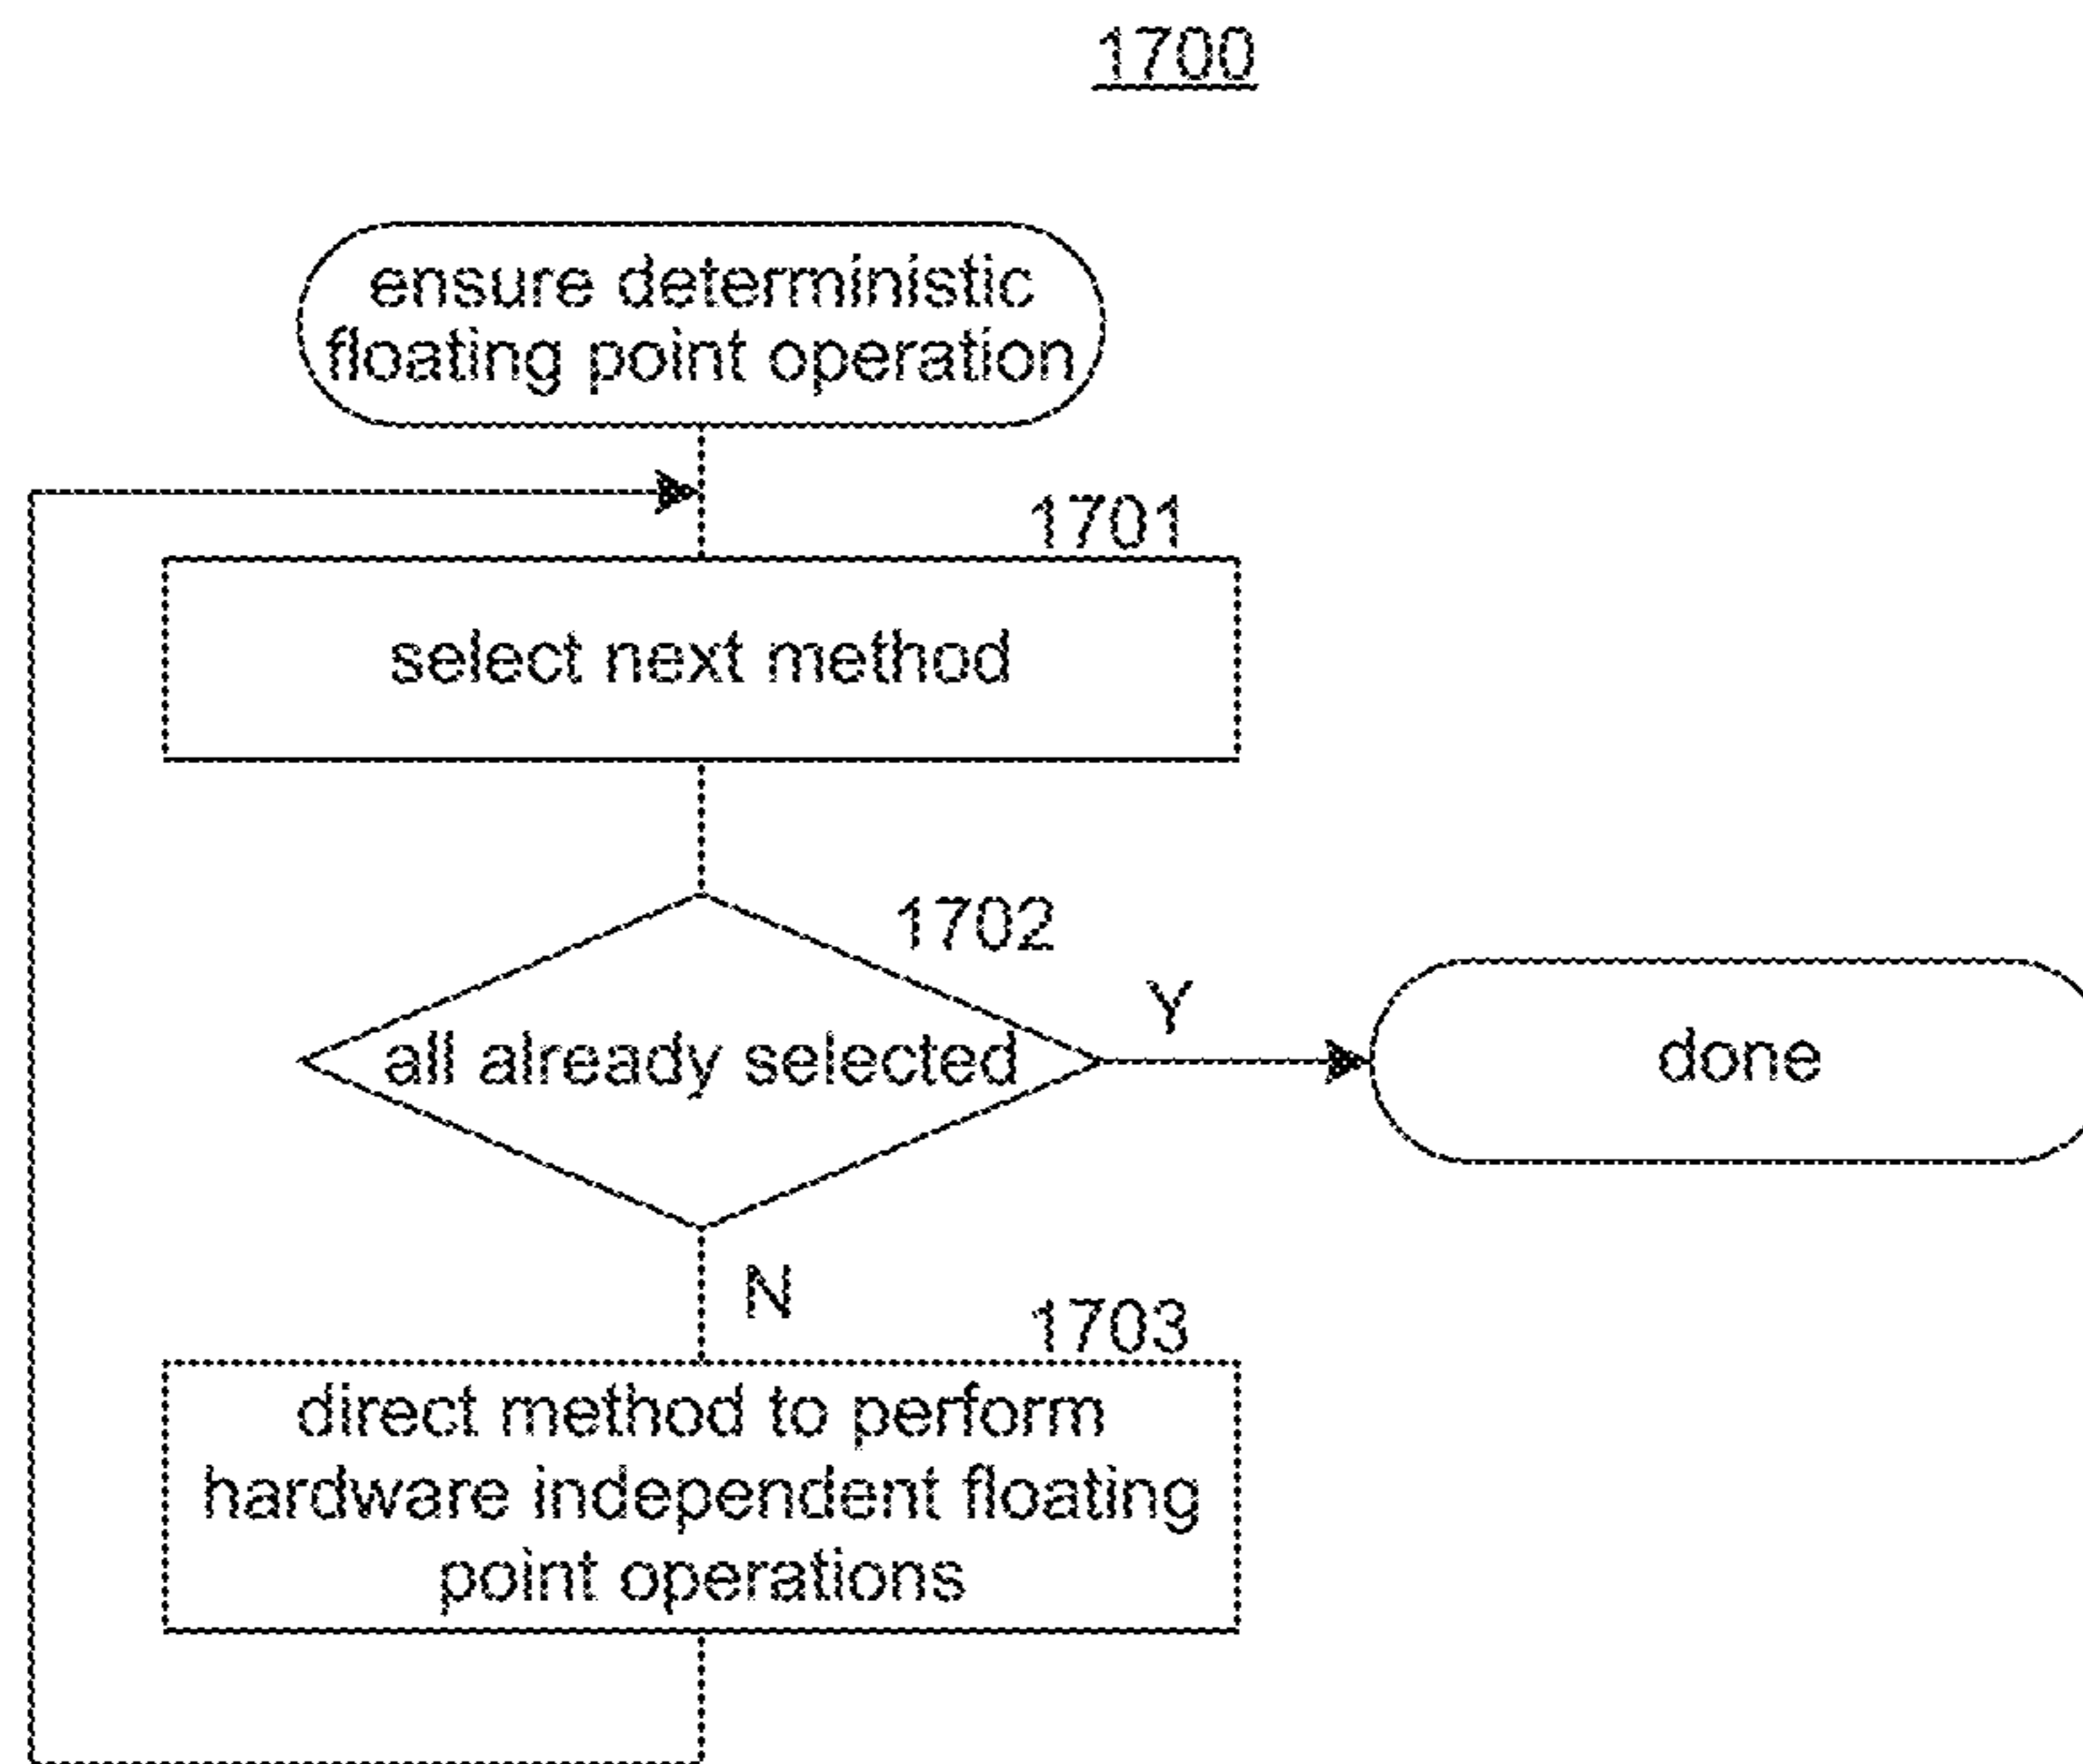 1700
ensure deterministic
floating point operation
1701
select next method
1702
all already selected
Y
done
N
1703
direct method to perform
hardware independent floating
point operations